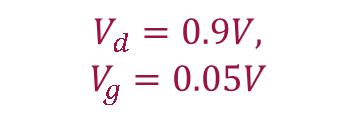 V_d = 0.9V,
V_g = 0.05V